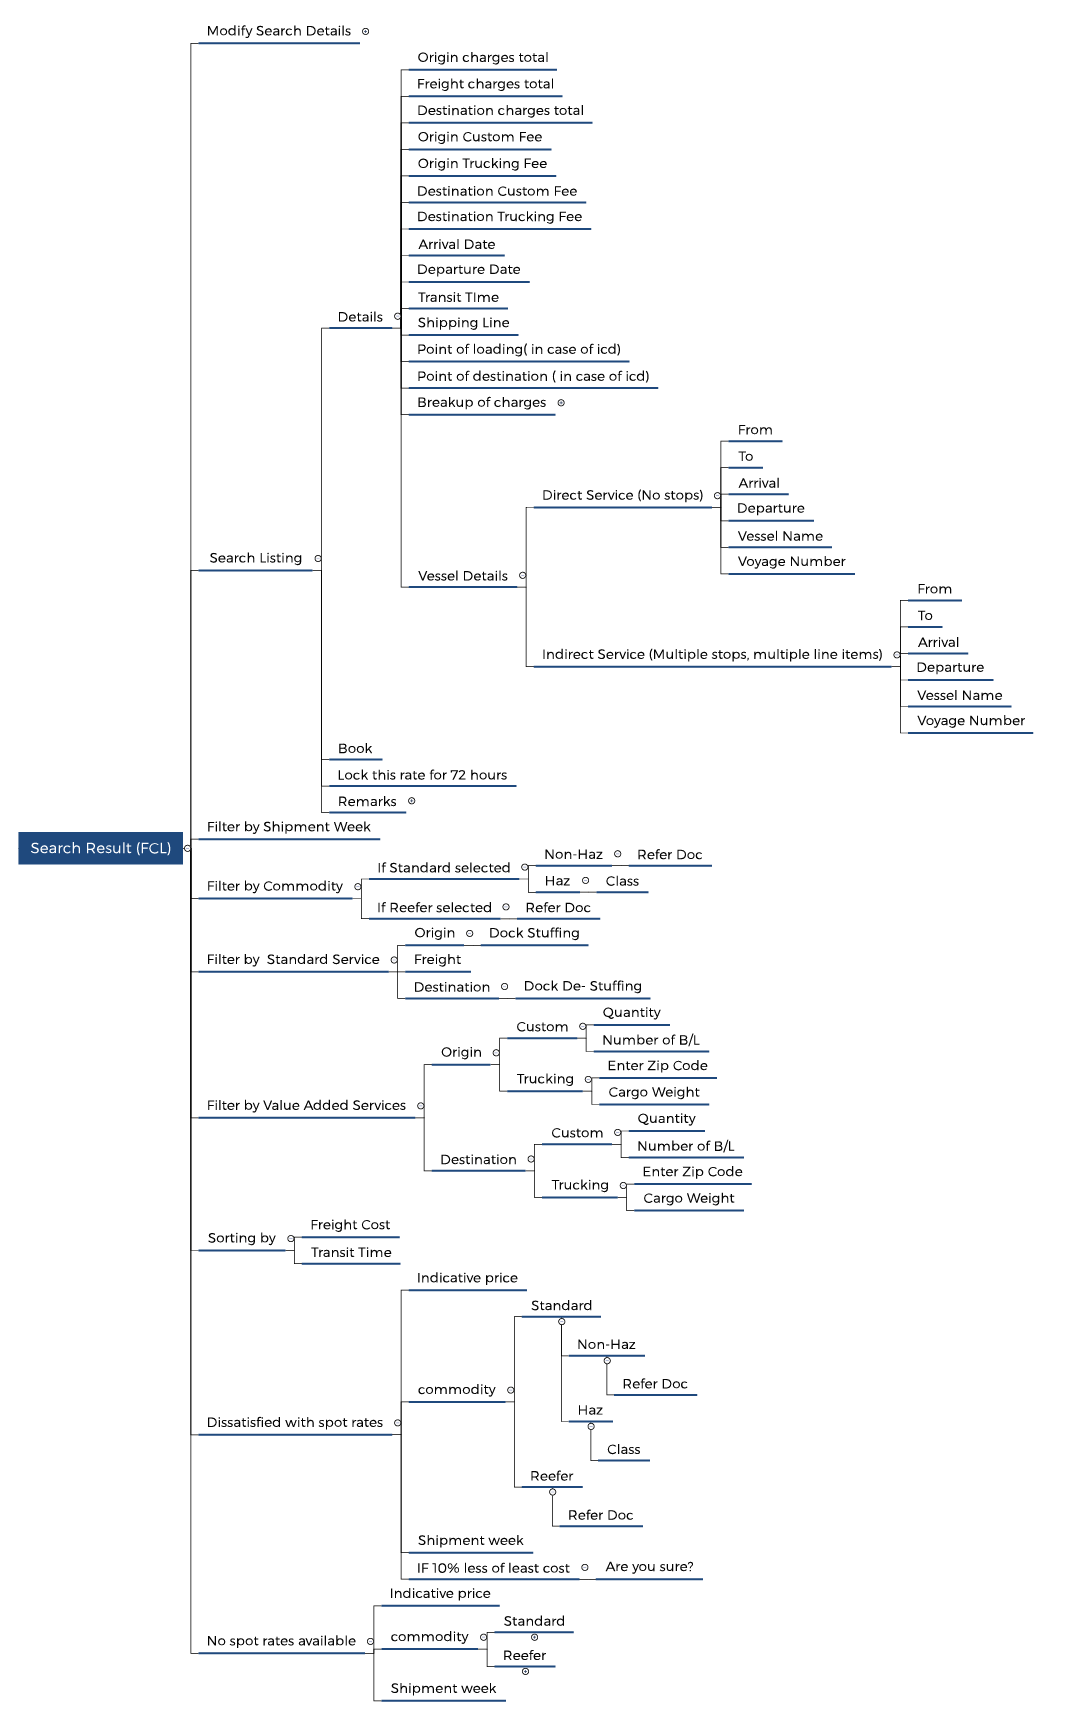 Modify Search Details
Origin charges total
Freight charges total
Destination charges total
Origin Custom Fee
Origin Trucking Fee
Destination Custom Fee
Destination Trucking Fee
Arrival Date
Departure Date
Transit TIme
Details
Shipping Line
Point of loading( in case of icd)
Point of destination ( in case of icd)
Breakup of charges
From
To
Arrival
Direct Service (No stops)
Departure
Vessel Name
Voyage Number
Search Listing
Vessel Details
From
To
Arrival
Indirect Service (Multiple stops, multiple line items)
Departure
Vessel Name
Voyage Number
Book
Lock this rate for 72 hours
Remarks
Filter by Shipment Week
Search Result (FCL)
Non-Haz
Refer Doc
If Standard selected
Haz
Class
Filter by Commodity
If Reefer selected
Refer Doc
Origin
Dock Stuffing
Filter by  Standard Service
Freight
Destination
Dock De- Stuffing
Quantity
Custom
Number of B/L
Origin
Enter Zip Code
Trucking
Cargo Weight
Filter by Value Added Services
Quantity
Custom
Number of B/L
Destination
Enter Zip Code
Trucking
Cargo Weight
Freight Cost
Sorting by
Transit Time
Indicative price
Standard
Non-Haz
Refer Doc
commodity
Haz
Dissatisfied with spot rates
Class
Reefer
Refer Doc
Shipment week
IF 10% less of least cost
Are you sure?
Indicative price
Standard
No spot rates available
commodity
Reefer
Shipment week